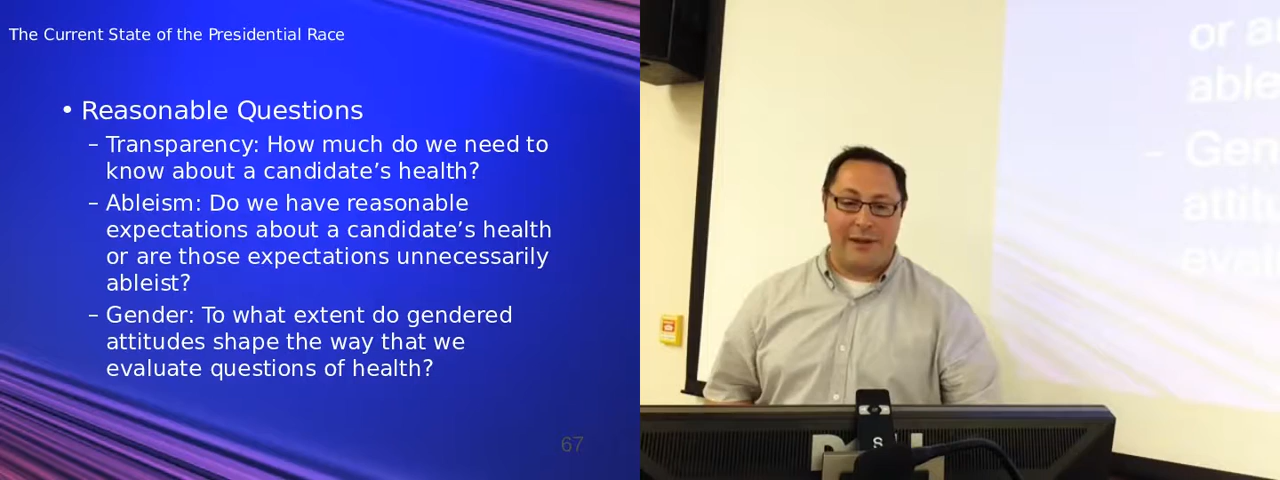 The Current State of the Presidential Race
• Reasonable Questions
– Transparency: How much do we need to
know about a candidate’s health?
– Ableism: Do we have reasonable
expectations about a candidate’s health
or are those expectations unnecessarily
ableist?
– Gender: To what extent do gendered
attitudes shape the way that we
evaluate questions of health?
67
or a
able
– Gen
attitu
evalu